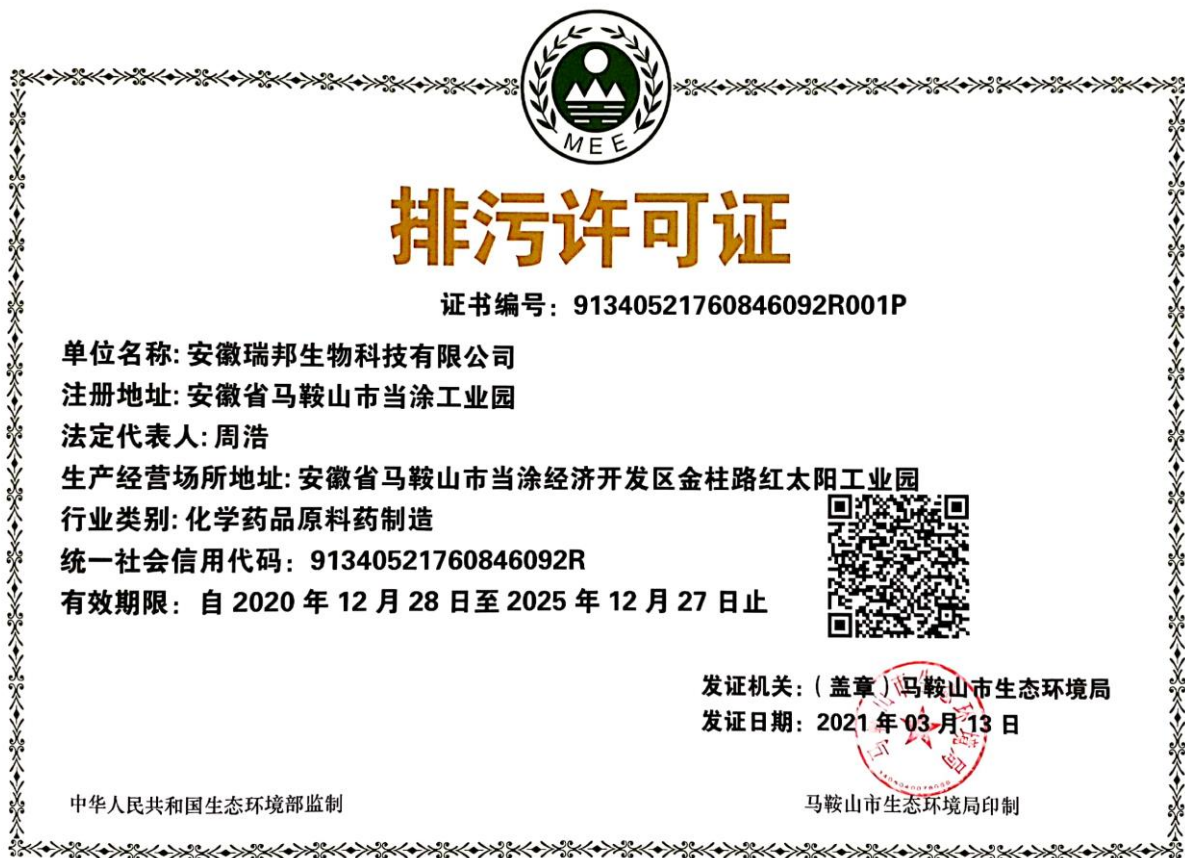 MEE
排污许可证
证书编号：91340521760846092R001P
单位名称: 安徽瑞邦生物科技有限公司
注册地址: 安徽省马鞍山市当涂工业园
法定代表人: 周浩
生产经营场所地址: 安徽省马鞍山市当涂经济开发区金柱路红太阳工业园
行业类别: 化学药品原料药制造
统一社会信用代码：91340521760846092R
有效期限：自 2020 年 12 月 28 日至 2025 年 12 月 27 日止
发证机关：（盖章）马鞍山市生态环境局
发证日期：2021 年 03 月 13 日
马鞍山市生态环境局
中华人民共和国生态环境部监制
马鞍山市生态环境局印制